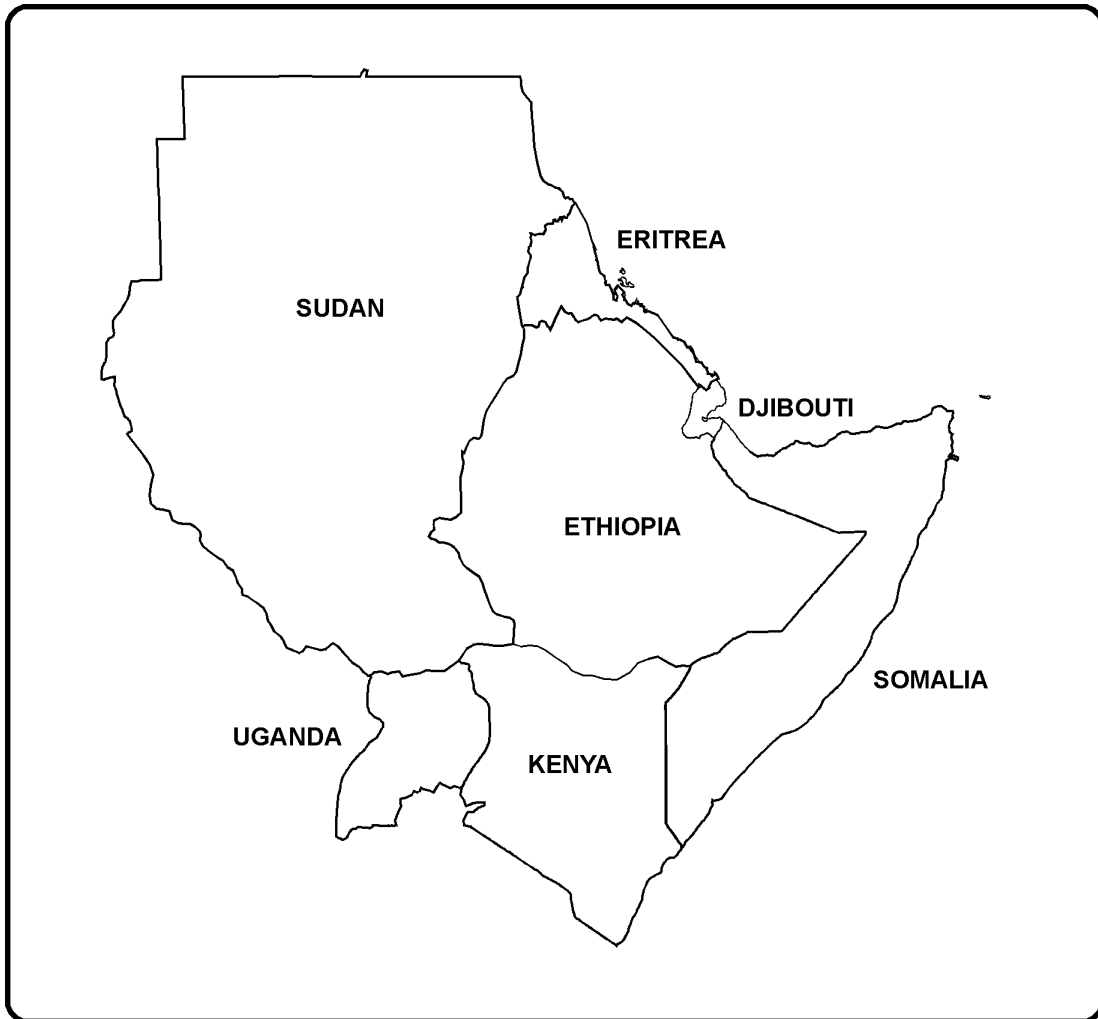 ERITREA
SUDAN
DJIBOUTI
ETHIOPIA
SOMALIA
UGANDA
KENYA